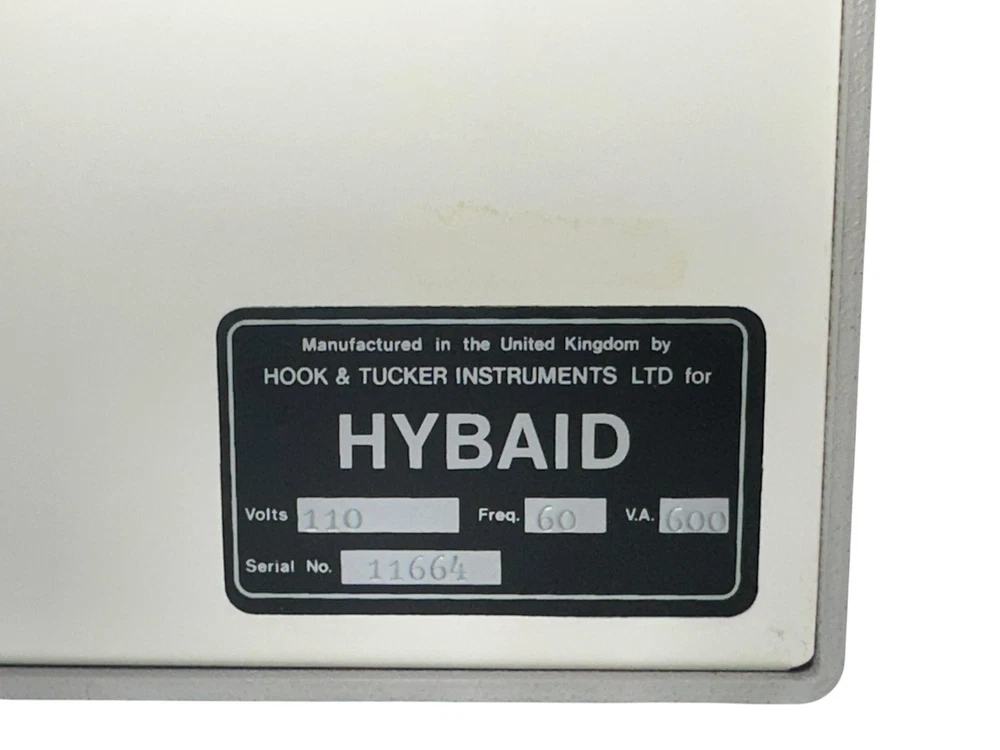 Manufactured in the United Kingdom by
HOOK & TUCKER INSTRUMENTS LTD for
HYBAID
Volts 110 Freq. 60 V.A. 600
Serial No. 11664